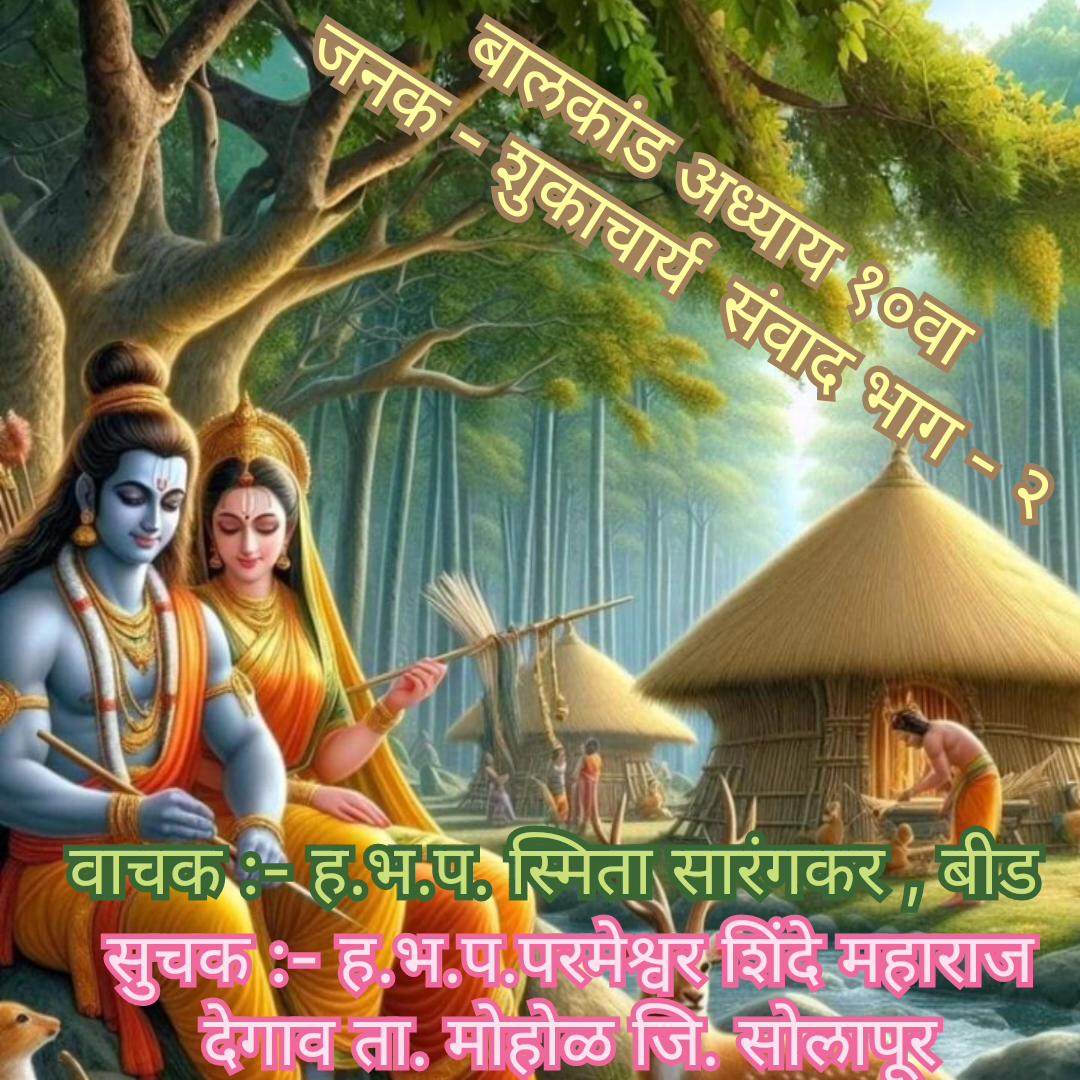 बालकांड अध्याय १०वा
जनक - शुकाचार्य संवाद भाग - २
वाचक :- ह.भ.प. स्मिता सारंगकर , बीड
सुचक :- ह.भ.प.परमेश्वर शिंदे महाराज
देगाव ता. मोहोळ जि. सोलापूर